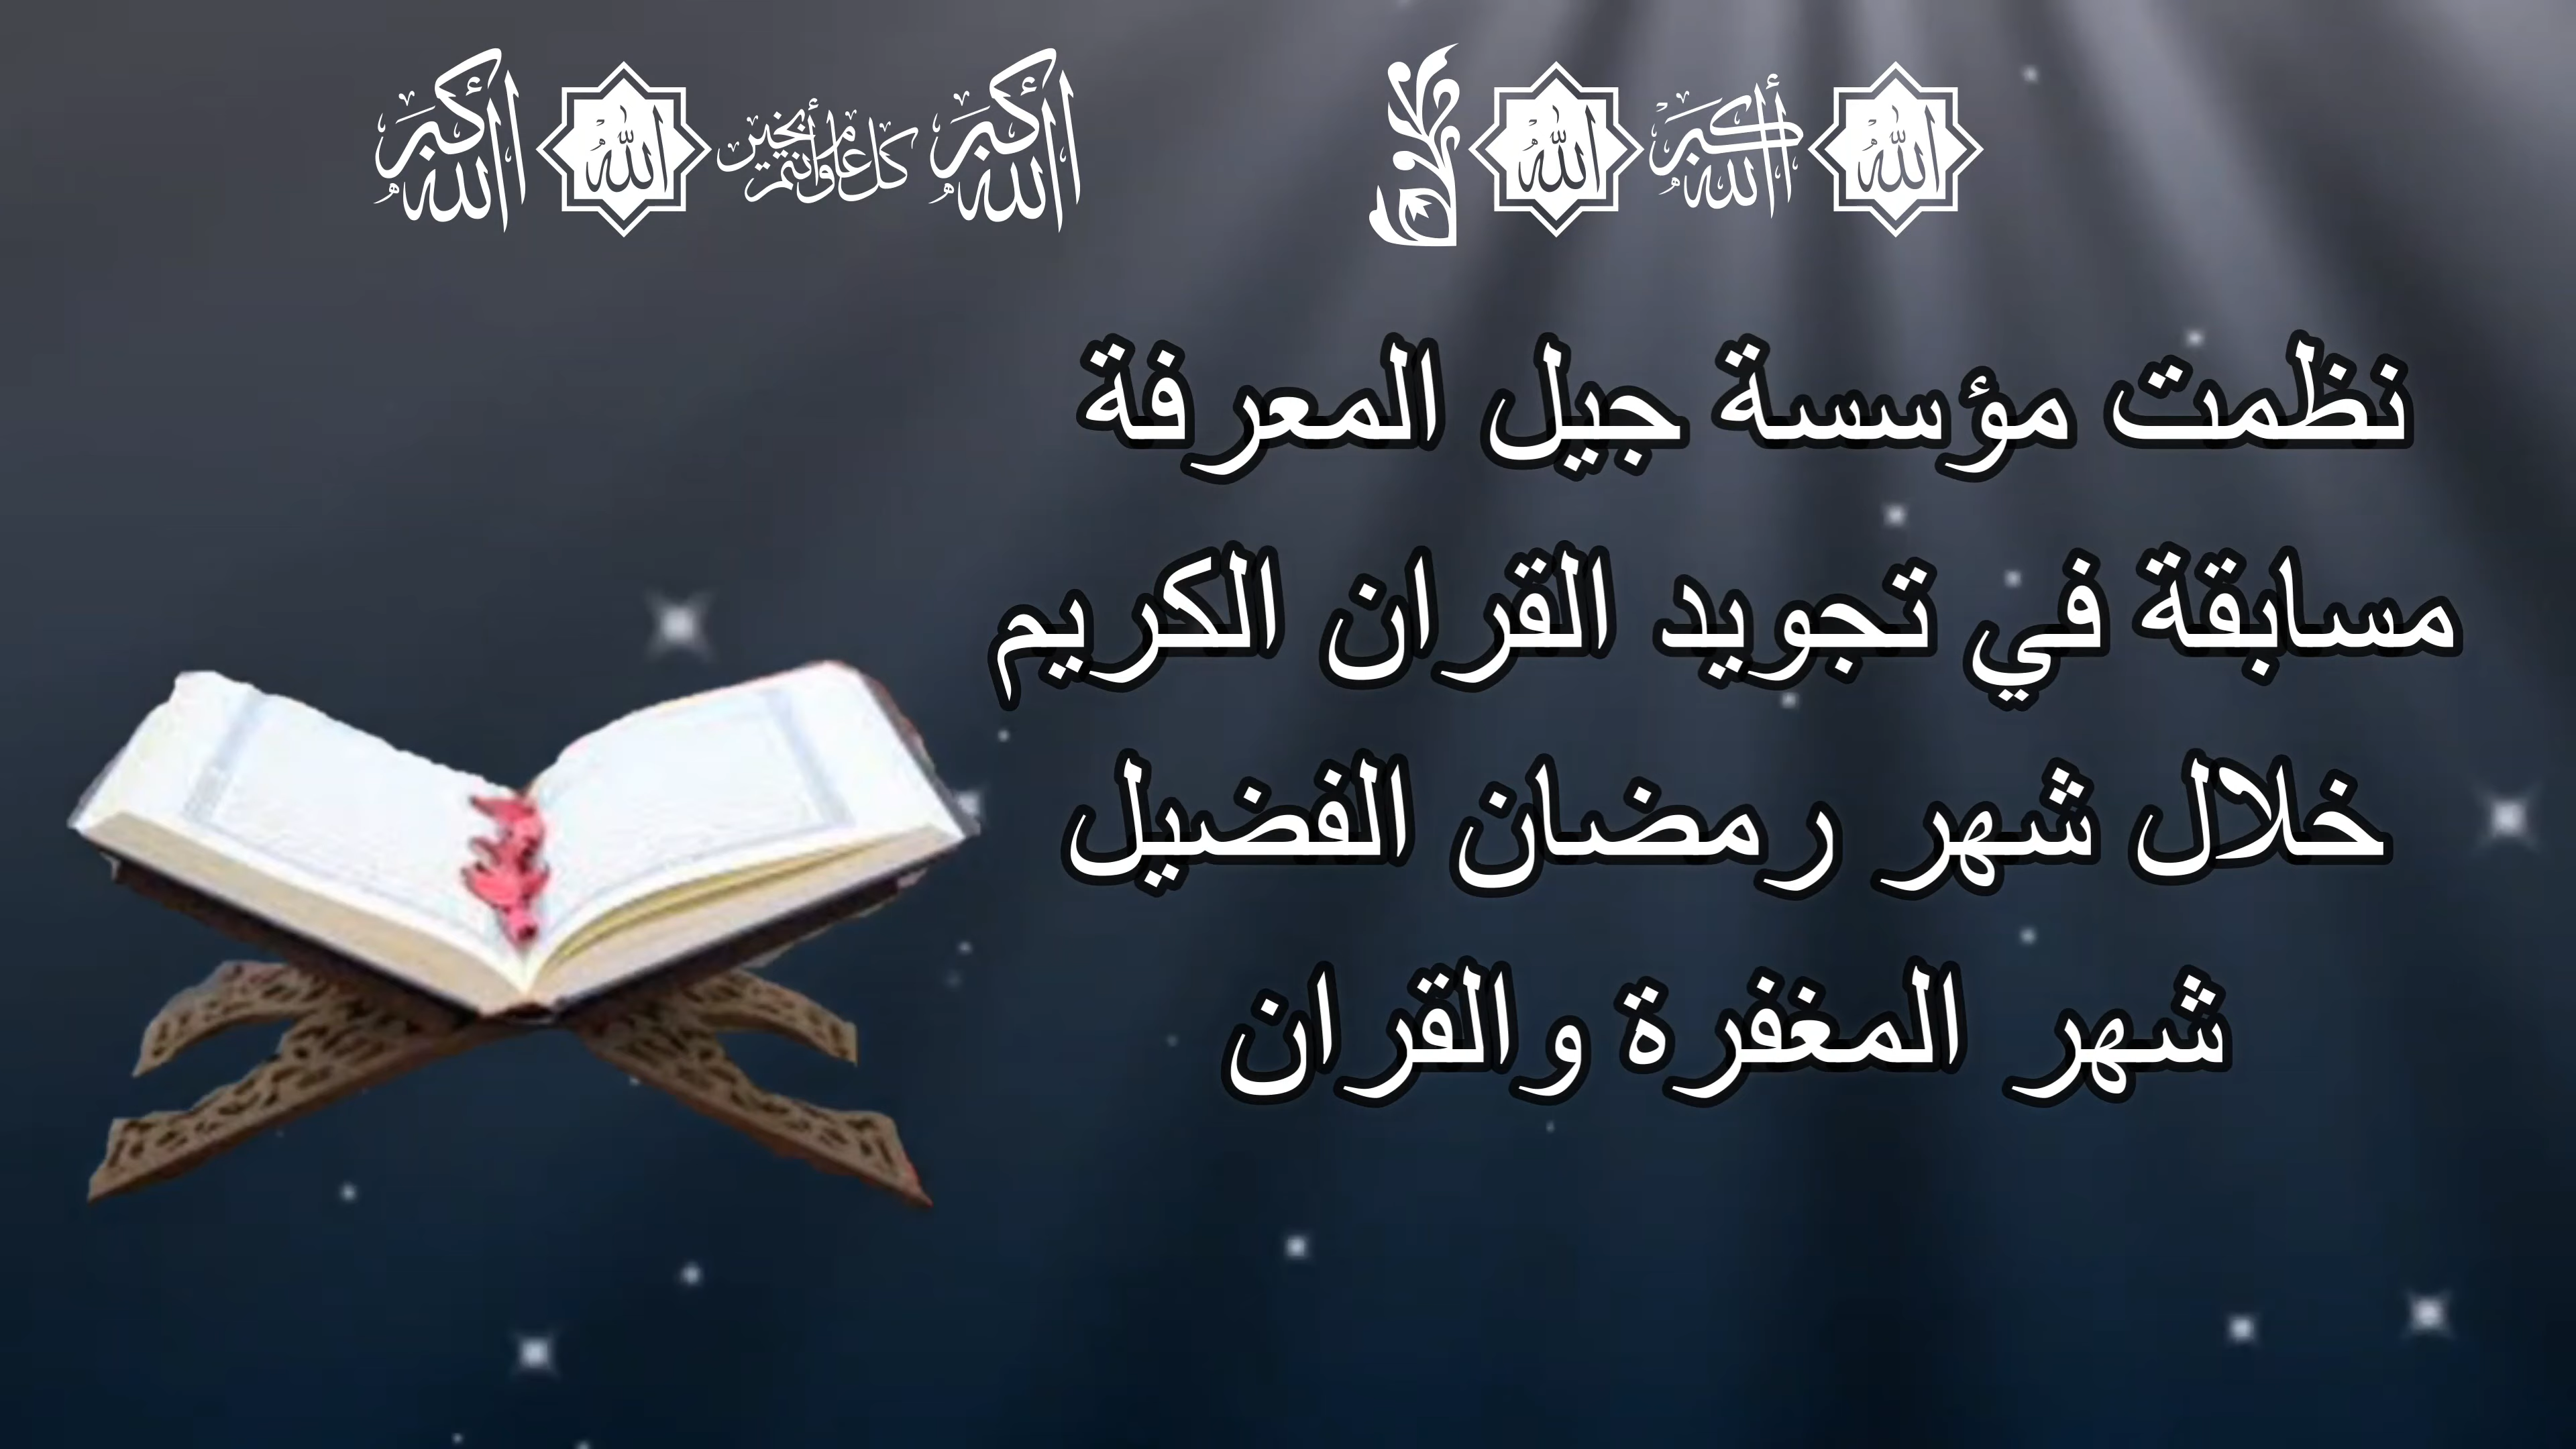 الله الله أكبر الله
الله أكبر كل عام وأنتم بخير الله الله أكبر
نظمت مؤسسة جيل المعرفة
مسابقة في تجويد القران الكريم
خلال شهر رمضان الفضيل
شهر المغفرة والقران